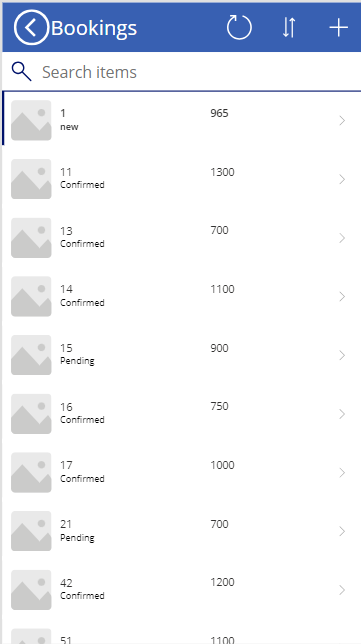 Bookings
Search items
1 965
new
11 1300
Confirmed
13 700
Confirmed
14 1100
Confirmed
15 900
Pending
16 750
Confirmed
17 1000
Confirmed
21 700
Pending
42 1200
Confirmed
51 1100